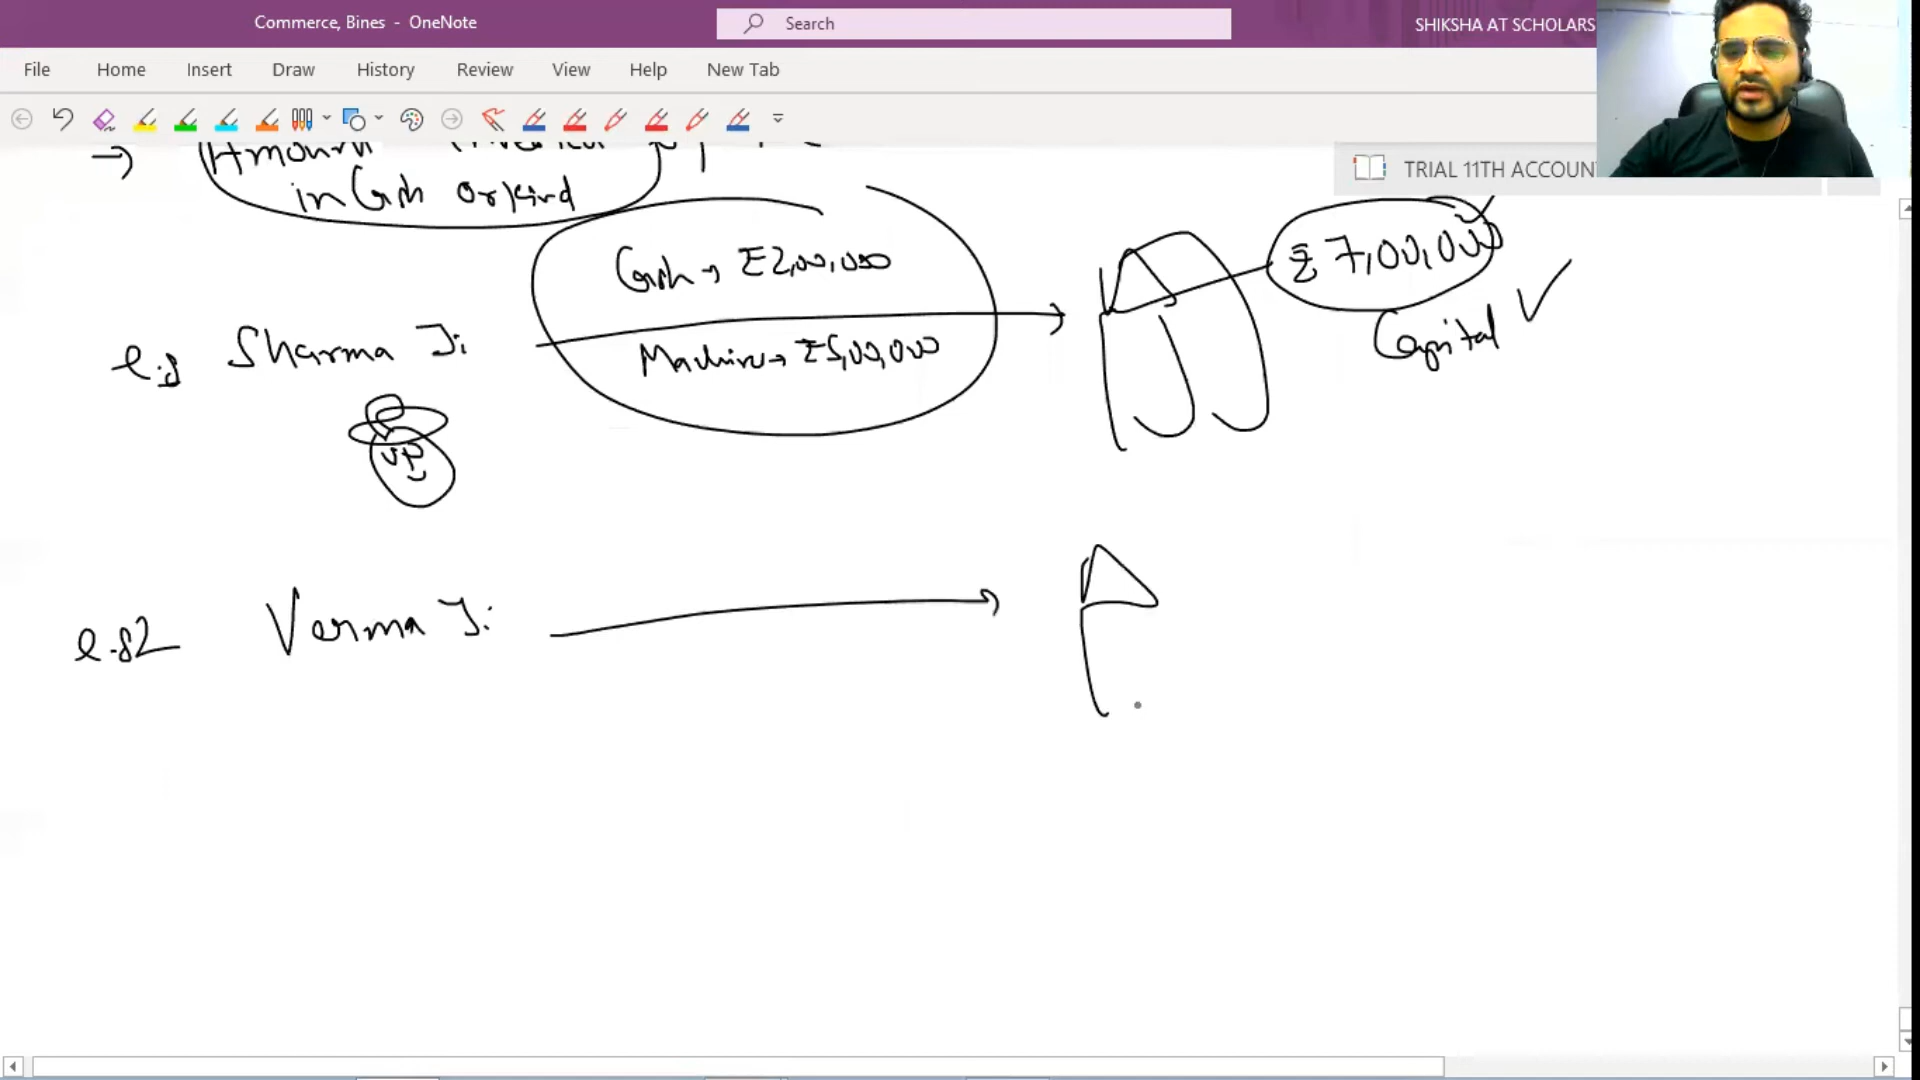 Commerce, Bines - OneNote
Search
SHIKSHA AT SCHOLARS
File Home Insert Draw History Review View Help New Tab
TRIAL 11TH ACCOUN
→ Amount
in Cash or kind
Cash → ₹2,00,000
₹7,00,000
Capital ✓
e.g Sharma Ji
Machine → ₹5,00,000
e.g2 Verma Ji